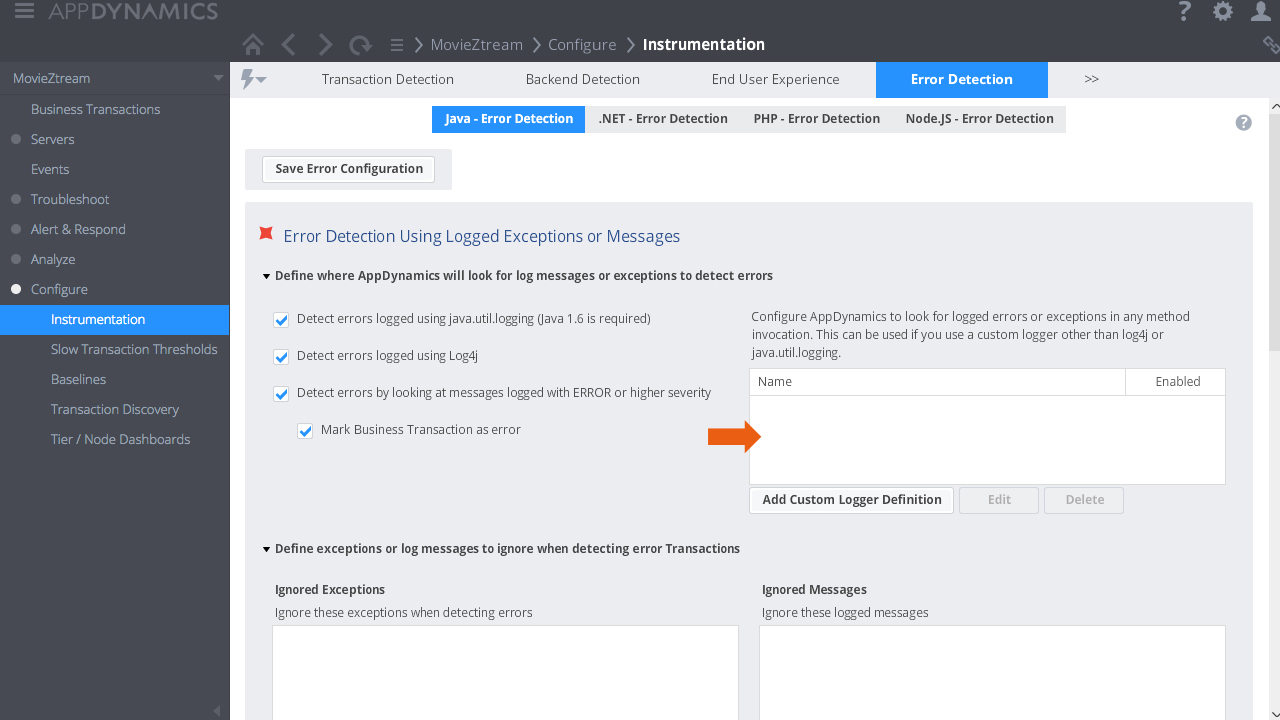 APPDYNAMICS
?
MovieZtream
Configure
Instrumentation
MovieZtream
Business Transactions
Servers
Events
Troubleshoot
Alert & Respond
Analyze
Configure
Instrumentation
Slow Transaction Thresholds
Baselines
Transaction Discovery
Tier / Node Dashboards
Transaction Detection
Backend Detection
End User Experience
Error Detection
>>
Java - Error Detection
.NET - Error Detection
PHP - Error Detection
Node.JS - Error Detection
?
Save Error Configuration
Error Detection Using Logged Exceptions or Messages
Define where AppDynamics will look for log messages or exceptions to detect errors
Detect errors logged using java.util.logging (Java 1.6 is required)
Detect errors logged using Log4j
Detect errors by looking at messages logged with ERROR or higher severity
Mark Business Transaction as error
Configure AppDynamics to look for logged errors or exceptions in any method
invocation. This can be used if you use a custom logger other than log4j or
java.util.logging.
Name
Enabled
Add Custom Logger Definition
Edit
Delete
Define exceptions or log messages to ignore when detecting error Transactions
Ignored Exceptions
Ignore these exceptions when detecting errors
Ignored Messages
Ignore these logged messages